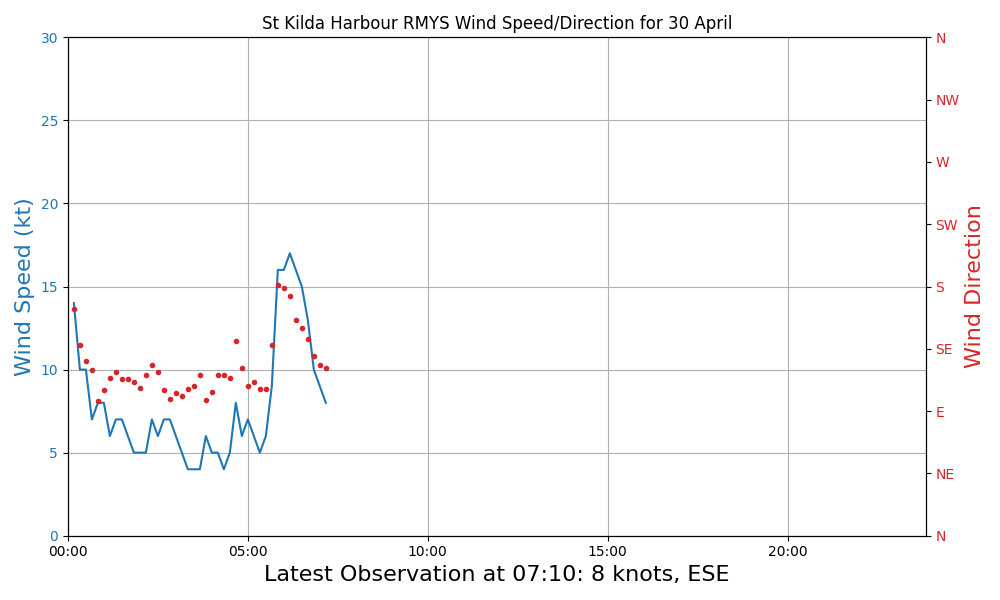 St Kilda Harbour RMYS Wind Speed/Direction for 30 April
30
25
20
15
10
5
0
Wind Speed (kt)
N
NW
W
SW
S
SE
E
NE
N
Wind Direction
00:00 05:00 10:00 15:00 20:00
Latest Observation at 07:10: 8 knots, ESE